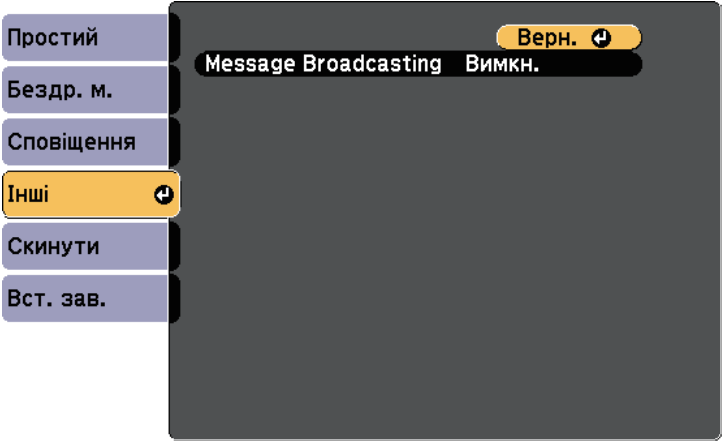 Простий
Бездр. м.
Сповіщення
Інші
Скинути
Вст. зав.
Верн.
Message Broadcasting Вимкн.